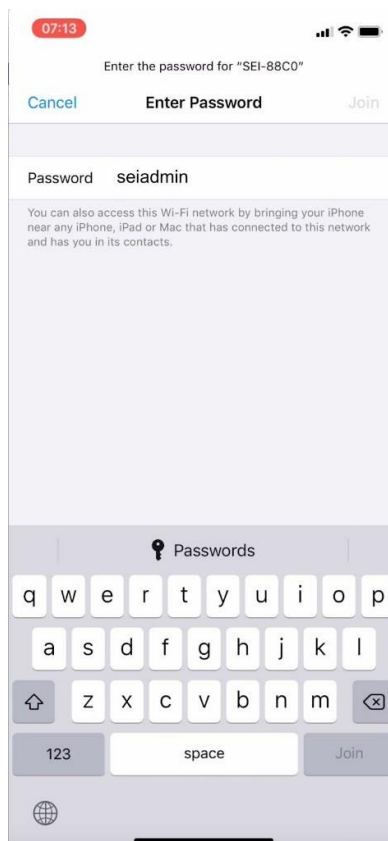 07:13
Enter the password for “SEI-88C0”
Cancel Enter Password Join
Password seiadmin
You can also access this Wi-Fi network by bringing your iPhone
near any iPhone, iPad or Mac that has connected to this network
and has you in its contacts.
Passwords
q w e r t y u i o p
a s d f g h j k l
z x c v b n m
123 space Join